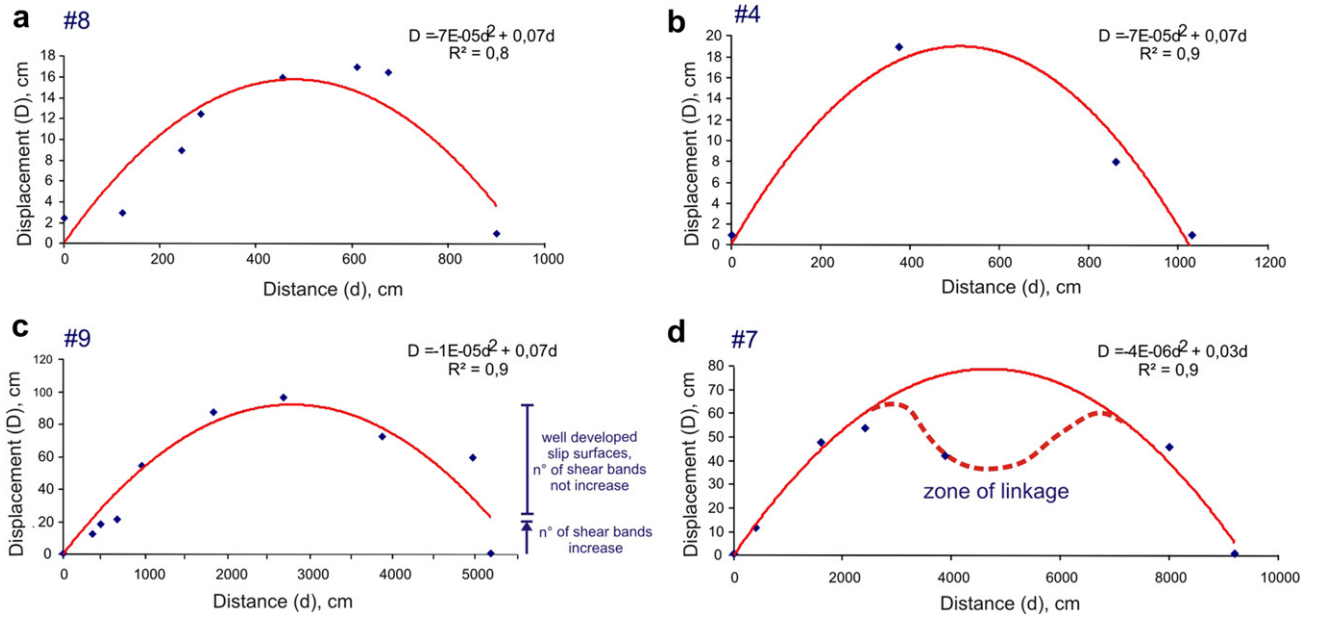 a
#8
D =-7E-05d2 + 0,07d
R² = 0,8
18
16
14
12
10
8
6
4
2
0
Displacement (D), cm
0 200 400 600 800 1000
Distance (d), cm
b
#4
D =-7E-05d2 + 0,07d
R² = 0,9
20
18
16
14
12
10
8
6
4
2
0
Displacement (D), cm
0 200 400 600 800 1000 1200
Distance (d), cm
c
#9
D =-1E-05d2 + 0,07d
R² = 0,9
120
100
80
60
40
20
0
Displacement (D), cm
0 1000 2000 3000 4000 5000
Distance (d), cm
well developed
slip surfaces,
n° of shear bands
not increase
n° of shear bands
increase
d
#7
D =-4E-06d2 + 0,03d
R² = 0,9
80
70
60
50
40
30
20
10
0
Displacement (D), cm
zone of linkage
0 2000 4000 6000 8000 10000
Distance (d), cm